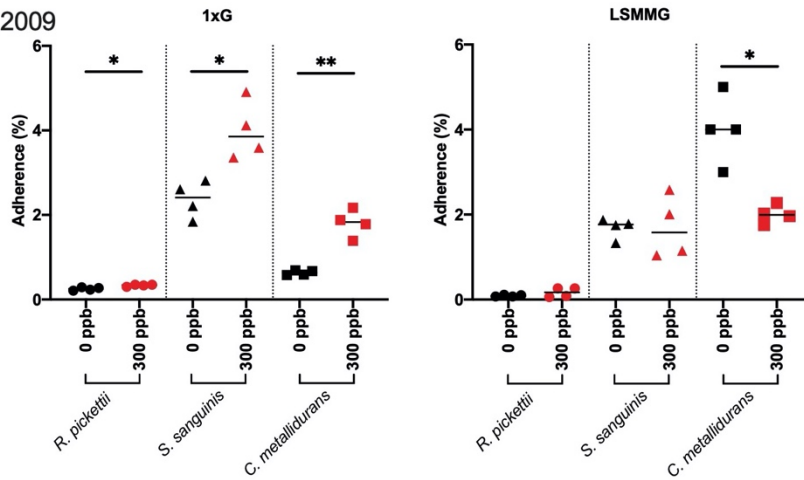 2009
1xG
Adherence (%)
6
4
2
0
*
*
**
0 ppb
300 ppb
0 ppb
300 ppb
0 ppb
300 ppb
R. pickettii
S. sanguinis
C. metallidurans
LSMMG
Adherence (%)
6
4
2
0
*
0 ppb
300 ppb
0 ppb
300 ppb
0 ppb
300 ppb
R. pickettii
S. sanguinis
C. metallidurans